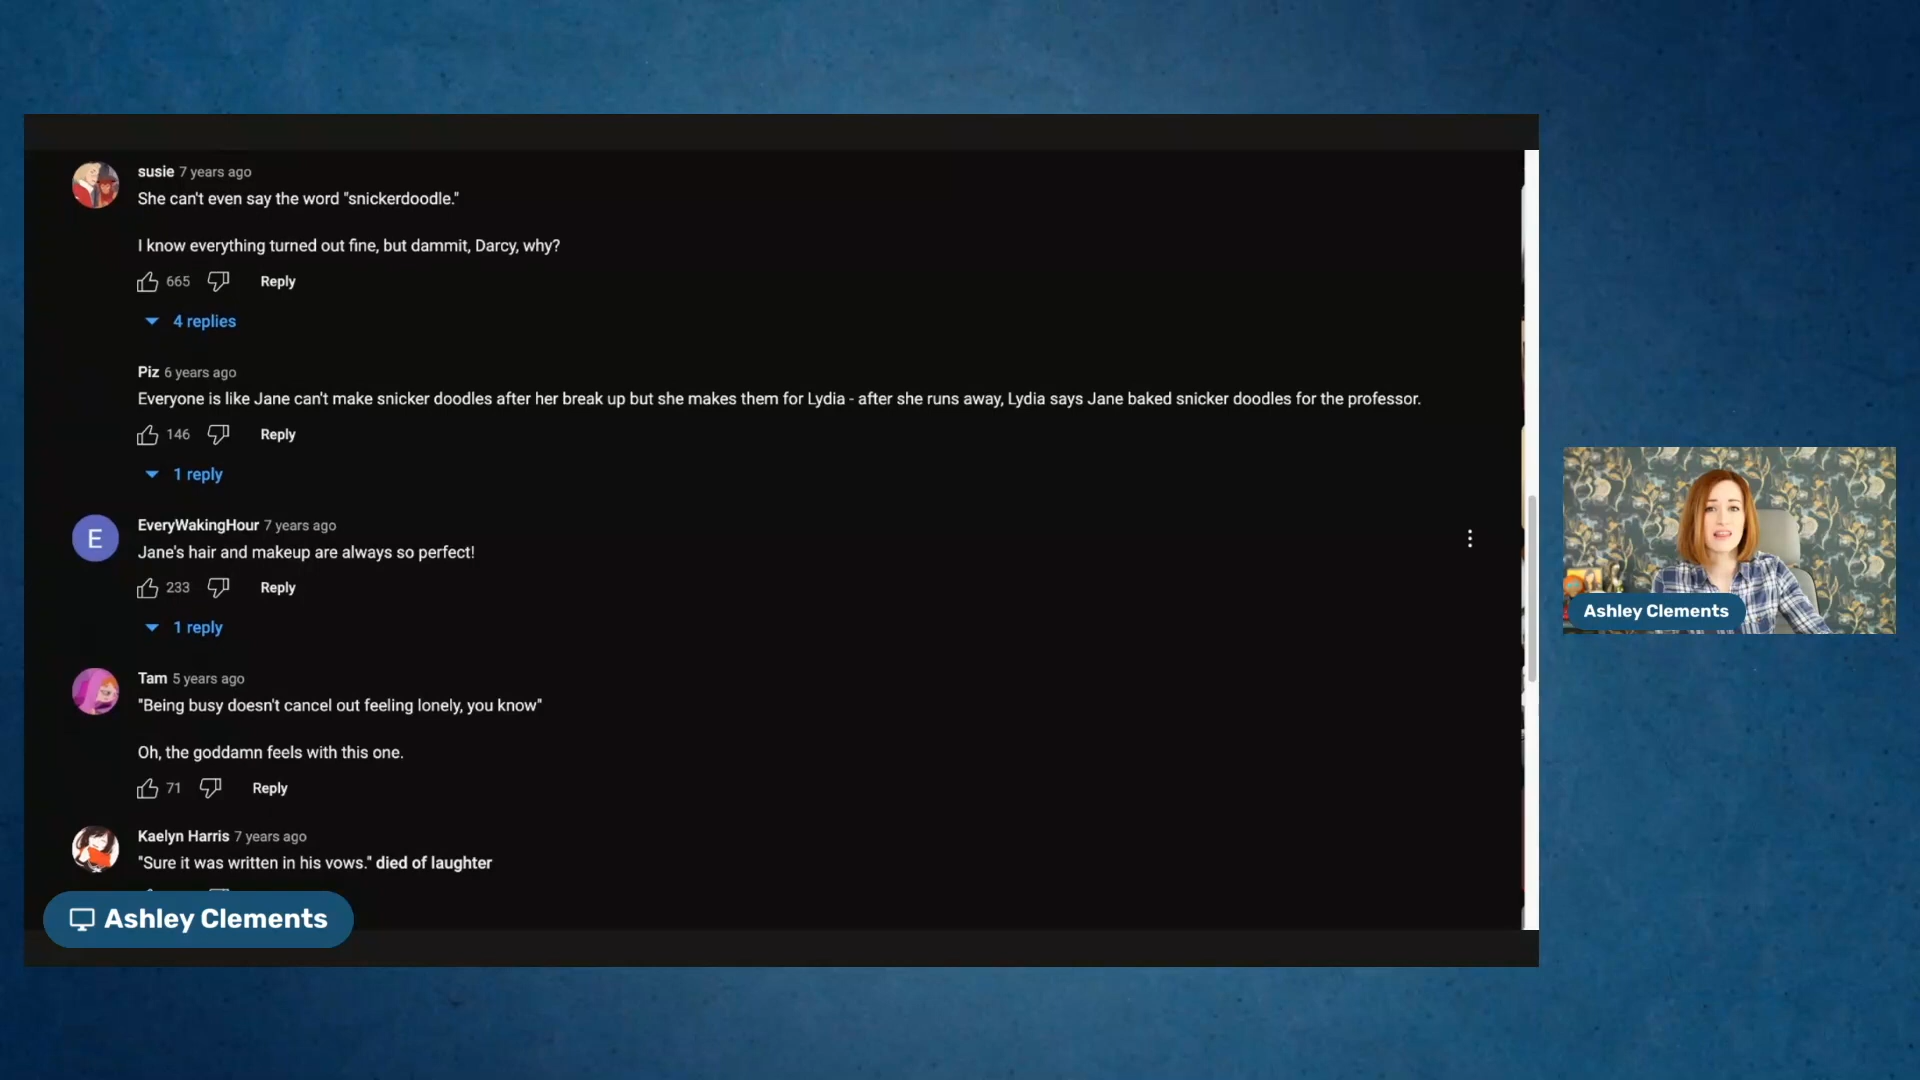 susie 7 years ago
She can't even say the word "snickerdoodle."
I know everything turned out fine, but dammit, Darcy, why?
665 Reply
4 replies
Piz 6 years ago
Everyone is like Jane can't make snicker doodles after her break up but she makes them for Lydia - after she runs away, Lydia says Jane baked snicker doodles for the professor.
146 Reply
1 reply
E
EveryWakingHour 7 years ago
Jane's hair and makeup are always so perfect!
233 Reply
1 reply
Tam 5 years ago
"Being busy doesn't cancel out feeling lonely, you know"
Oh, the goddamn feels with this one.
71 Reply
Kaelyn Harris 7 years ago
"Sure it was written in his vows." died of laughter
Ashley Clements
Ashley Clements